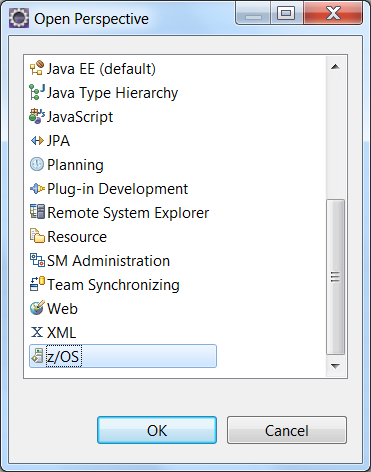 Open Perspective
Java EE (default)
Java Type Hierarchy
JavaScript
JPA
Planning
Plug-in Development
Remote System Explorer
Resource
SM Administration
Team Synchronizing
Web
XML
z/OS
OK
Cancel